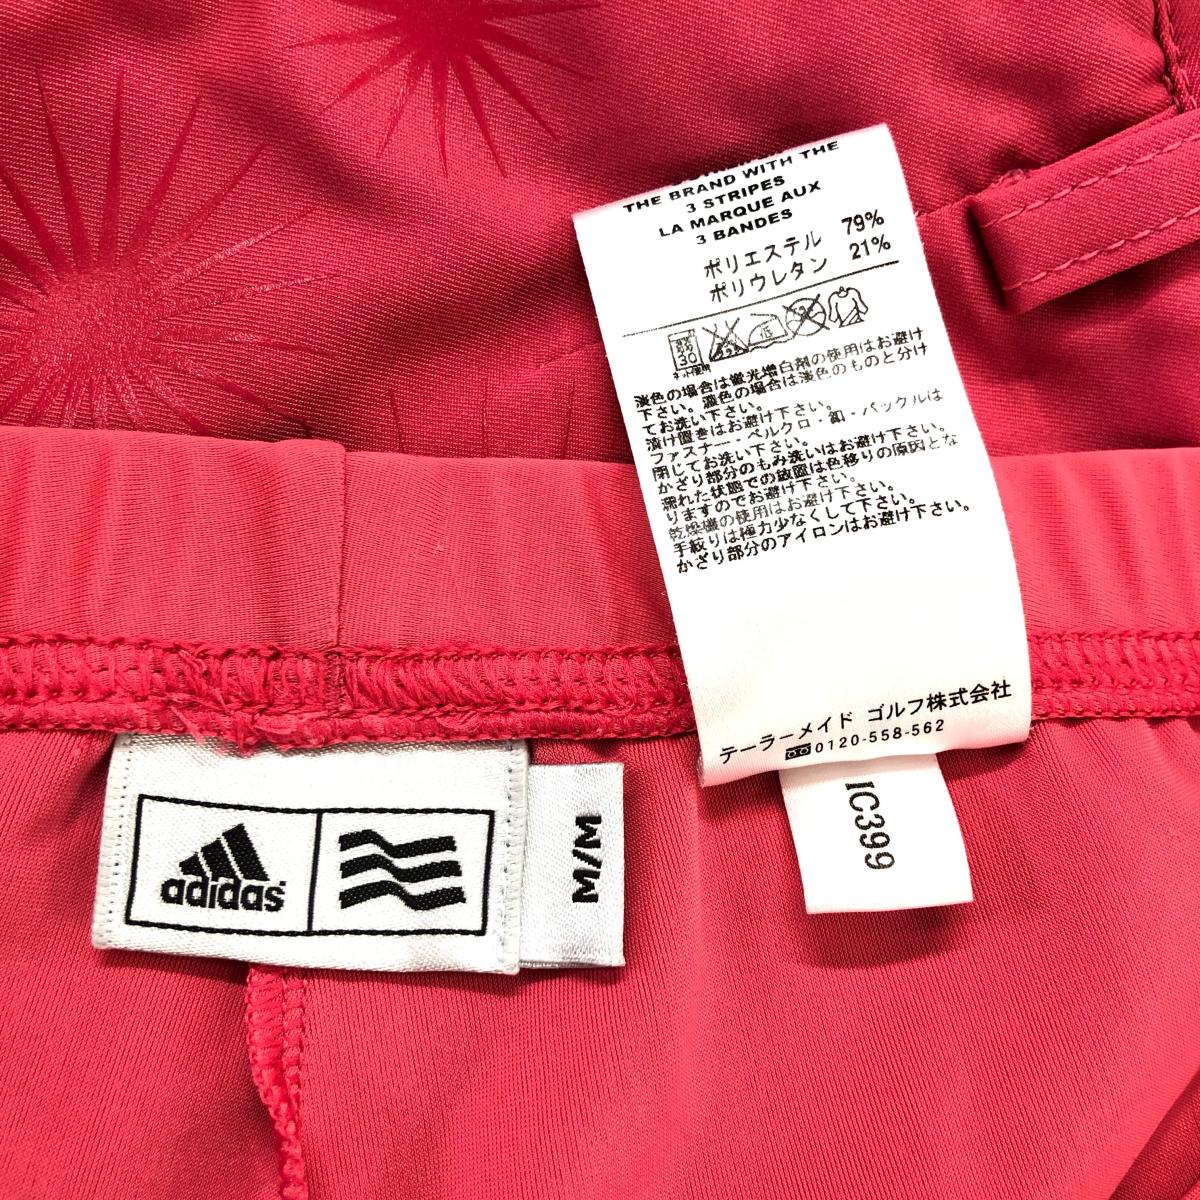 THE BRAND WITH THE
3 STRIPES
LA MARQUE AUX
3 BANDES
ポリエステル 79%
ポリウレタン 21%
30
ネット使用
淡色の場合は蛍光増白剤の使用はお避け
下さい。濃色の場合は淡色のものと分け
てお洗い下さい。
漬け置きはお避け下さい。
ファスナー・ベルクロ・釦・バックルは
閉じてお洗い下さい。
かざり部分のもみ洗いはお避け下さい。
濡れた状態での放置は色移りの原因とな
りますのでお避け下さい。
乾燥機の使用はお避け下さい。
手絞りは極力少なくして下さい。
かざり部分のアイロンはお避け下さい。
テーラーメイド ゴルフ株式会社
0120-558-562
IC399
adidas
M/M